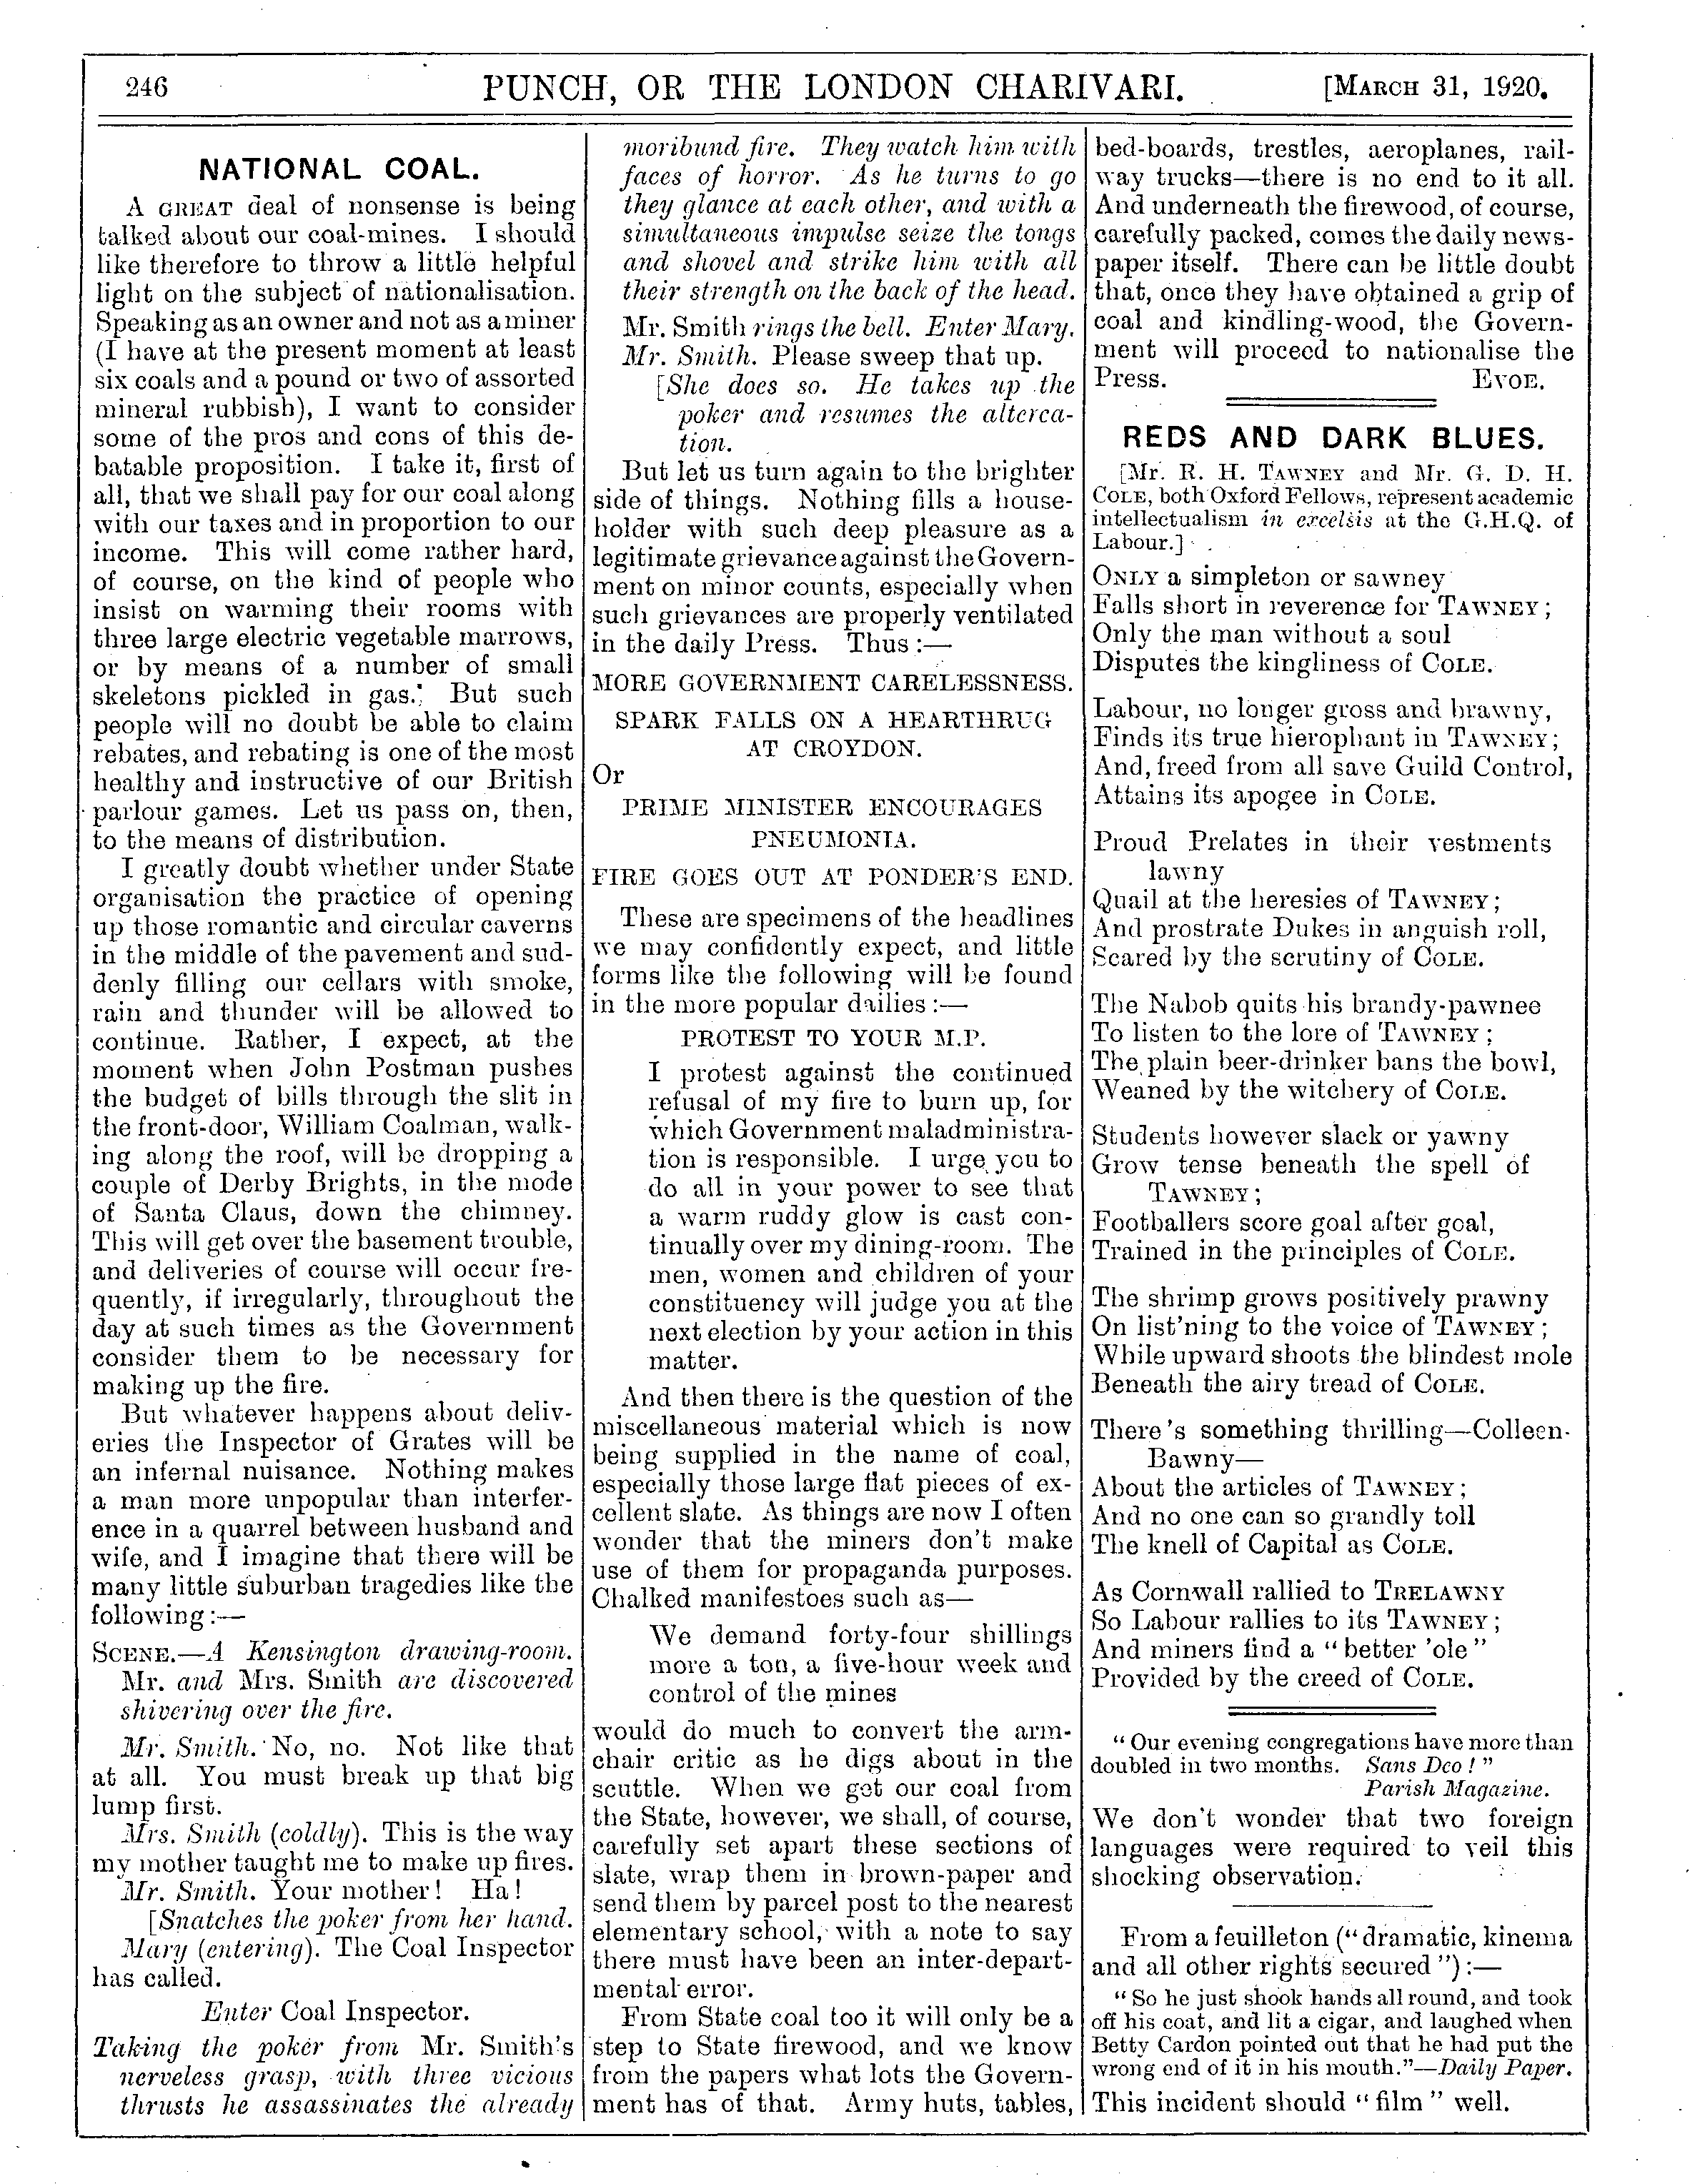 246
PUNCH, OR THE LONDON CHARIVARI.
[MARCH 31, 1920.
NATIONAL COAL.
A GREAT deal of nonsense is being
talked about our coal-mines. I should
like therefore to throw a little helpful
light on the subject of nationalisation.
Speaking as an owner and not as a miner
(I have at the present moment at least
six coals and a pound or two of assorted
mineral rubbish), I want to consider
some of the pros and cons of this de-
batable proposition. I take it, first of
all, that we shall pay for our coal along
with our taxes and in proportion to our
income. This will come rather hard,
of course, on the kind of people who
insist on warming their rooms with
three large electric vegetable marrows,
or by means of a number of small
skeletons pickled in gas. But such
people will no doubt be able to claim
rebates, and rebating is one of the most
healthy and instructive of our British
parlour games. Let us pass on, then,
to the means of distribution.
I greatly doubt whether under State
organisation the practice of opening
up those romantic and circular caverns
in the middle of the pavement and sud-
denly filling our cellars with smoke,
rain and thunder will be allowed to
continue. Rather, I expect, at the
moment when John Postman pushes
the budget of bills through the slit in
the front-door, William Coalman, walk-
ing along the roof, will be dropping a
couple of Derby Brights, in the mode
of Santa Claus, down the chimney.
This will get over the basement trouble,
and deliveries of course will occur fre-
quently, if irregularly, throughout the
day at such times as the Government
consider them to be necessary for
making up the fire.
But whatever happens about deliv-
eries the Inspector of Grates will be
an infernal nuisance. Nothing makes
a man more unpopular than interfer-
ence in a quarrel between husband and
wife, and I imagine that there will be
many little suburban tragedies like the
following:—
SCENE.—A Kensington drawing-room.
Mr. and Mrs. Smith are discovered
shivering over the fire.
Mr. Smith. No, no. Not like that
at all. You must break up that big
lump first.
Mrs. Smith (coldly). This is the way
my mother taught me to make up fires.
Mr. Smith. Your mother! Ha!
[Snatches the poker from her hand.
Mary (entering). The Coal Inspector
has called.
Enter Coal Inspector.
Taking the poker from Mr. Smith's
nerveless grasp, with three vicious
thrusts he assassinates the already
moribund fire. They watch him with
faces of horror. As he turns to go
they glance at each other, and with a
simultaneous impulse seize the tongs
and shovel and strike him with all
their strength on the back of the head.
Mr. Smith rings the bell. Enter Mary.
Mr. Smith. Please sweep that up.
[She does so. He takes up the
poker and resumes the alterca-
tion.
But let us turn again to the brighter
side of things. Nothing fills a house-
holder with such deep pleasure as a
legitimate grievance against the Govern-
ment on minor counts, especially when
such grievances are properly ventilated
in the daily Press. Thus:—
MORE GOVERNMENT CARELESSNESS.
SPARK FALLS ON A HEARTHRUG
AT CROYDON.
Or
PRIME MINISTER ENCOURAGES
PNEUMONIA.
FIRE GOES OUT AT PONDER'S END.
These are specimens of the headlines
we may confidently expect, and little
forms like the following will be found
in the more popular dailies:—
PROTEST TO YOUR M.P.
I protest against the continued
refusal of my fire to burn up, for
which Government maladministra-
tion is responsible. I urge you to
do all in your power to see that
a warm ruddy glow is cast con-
tinually over my dining-room. The
men, women and children of your
constituency will judge you at the
next election by your action in this
matter.
And then there is the question of the
miscellaneous material which is now
being supplied in the name of coal,
especially those large flat pieces of ex-
cellent slate. As things are now I often
wonder that the miners don't make
use of them for propaganda purposes.
Chalked manifestoes such as—
We demand forty-four shillings
more a ton, a five-hour week and
control of the mines
would do much to convert the arm-
chair critic as he digs about in the
scuttle. When we get our coal from
the State, however, we shall, of course,
carefully set apart these sections of
slate, wrap them in brown-paper and
send them by parcel post to the nearest
elementary school, with a note to say
there must have been an inter-depart-
mental error.
From State coal too it will only be a
step to State firewood, and we know
from the papers what lots the Govern-
ment has of that. Army huts, tables,
bed-boards, trestles, aeroplanes, rail-
way trucks—there is no end to it all.
And underneath the firewood, of course,
carefully packed, comes the daily news-
paper itself. There can be little doubt
that, once they have obtained a grip of
coal and kindling-wood, the Govern-
ment will proceed to nationalise the
Press. EVOE.
REDS AND DARK BLUES.
[Mr. R. H. TAWNEY and Mr. G. D. H.
COLE, both Oxford Fellows, represent academic
intellectualism in excelsis at the G.H.Q. of
Labour.]
ONLY a simpleton or sawney
Falls short in reverence for TAWNEY;
Only the man without a soul
Disputes the kingliness of COLE.
Labour, no longer gross and brawny,
Finds its true hierophant in TAWNEY;
And, freed from all save Guild Control,
Attains its apogee in COLE.
Proud Prelates in their vestments
lawny
Quail at the heresies of TAWNEY;
And prostrate Dukes in anguish roll,
Scared by the scrutiny of COLE.
The Nabob quits his brandy-pawnee
To listen to the lore of TAWNEY;
The plain beer-drinker bans the bowl,
Weaned by the witchery of COLE.
Students however slack or yawny
Grow tense beneath the spell of
TAWNEY;
Footballers score goal after goal,
Trained in the principles of COLE.
The shrimp grows positively prawny
On list'ning to the voice of TAWNEY;
While upward shoots the blindest mole
Beneath the airy tread of COLE.
There's something thrilling—Colleen-
Bawny—
About the articles of TAWNEY;
And no one can so grandly toll
The knell of Capital as COLE.
As Cornwall rallied to TRELAWNY
So Labour rallies to its TAWNEY;
And miners find a "better 'ole"
Provided by the creed of COLE.
"Our evening congregations have more than
doubled in two months. Sans Deo!"
Parish Magazine.
We don't wonder that two foreign
languages were required to veil this
shocking observation.
From a feuilleton ("dramatic, kinema
and all other rights secured"):—
"So he just shook hands all round, and took
off his coat, and lit a cigar, and laughed when
Betty Cardon pointed out that he had put the
wrong end of it in his mouth."—Daily Paper.
This incident should "film" well.